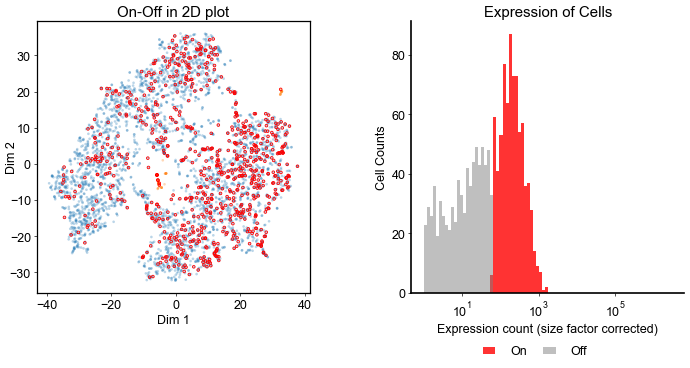 On-Off in 2D plot
30
20
10
0
−10
−20
−30
Dim 2
−40
−20
0
20
40
Dim 1
Expression of Cells
80
60
40
20
0
Cell Counts
10¹
10³
10⁵
Expression count (size factor corrected)
On
Off